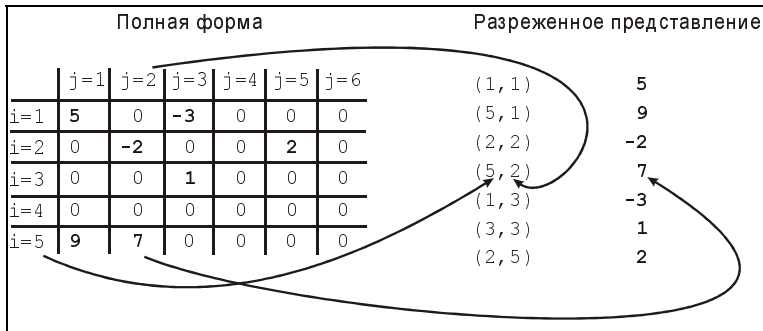 Полная форма
Разреженное представление
j=1 j=2 j=3 j=4 j=5 j=6
i=1 5 0 -3 0 0 0
i=2 0 -2 0 0 2 0
i=3 0 0 1 0 0 0
i=4 0 0 0 0 0 0
i=5 9 7 0 0 0 0
(1,1) 5
(5,1) 9
(2,2) -2
(5,2) 7
(1,3) -3
(3,3) 1
(2,5) 2